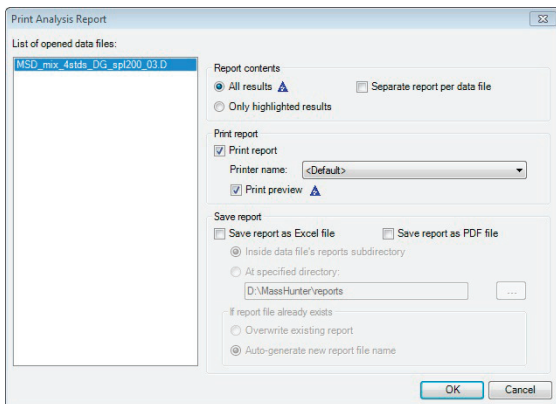 Print Analysis Report
List of opened data files:
MSD_mix_4stds_DG_spl200_03.D
Report contents
All results
Separate report per data file
Only highlighted results
Print report
Print report
Printer name:
<Default>
Print preview
Save report
Save report as Excel file
Save report as PDF file
Inside data file's reports subdirectory
At specified directory:
D:\MassHunter\reports
...
If report file already exists
Overwrite existing report
Auto-generate new report file name
OK
Cancel